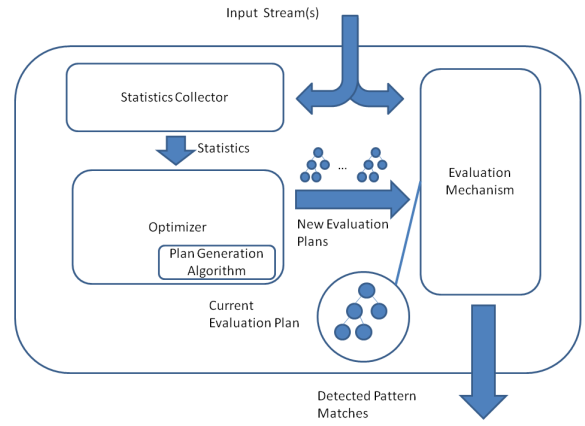 Input Stream(s)
Statistics Collector
Statistics
Optimizer
Plan Generation
Algorithm
...
New Evaluation
Plans
Evaluation
Mechanism
Current
Evaluation Plan
Detected Pattern
Matches